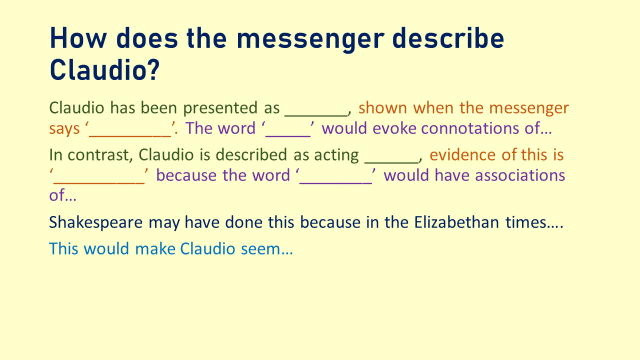 How does the messenger describe
Claudio?
Claudio has been presented as _______, shown when the messenger
says ‘_________’. The word ‘_____’ would evoke connotations of…
In contrast, Claudio is described as acting ______, evidence of this is
‘__________’ because the word ‘________’ would have associations
of…
Shakespeare may have done this because in the Elizabethan times….
This would make Claudio seem…